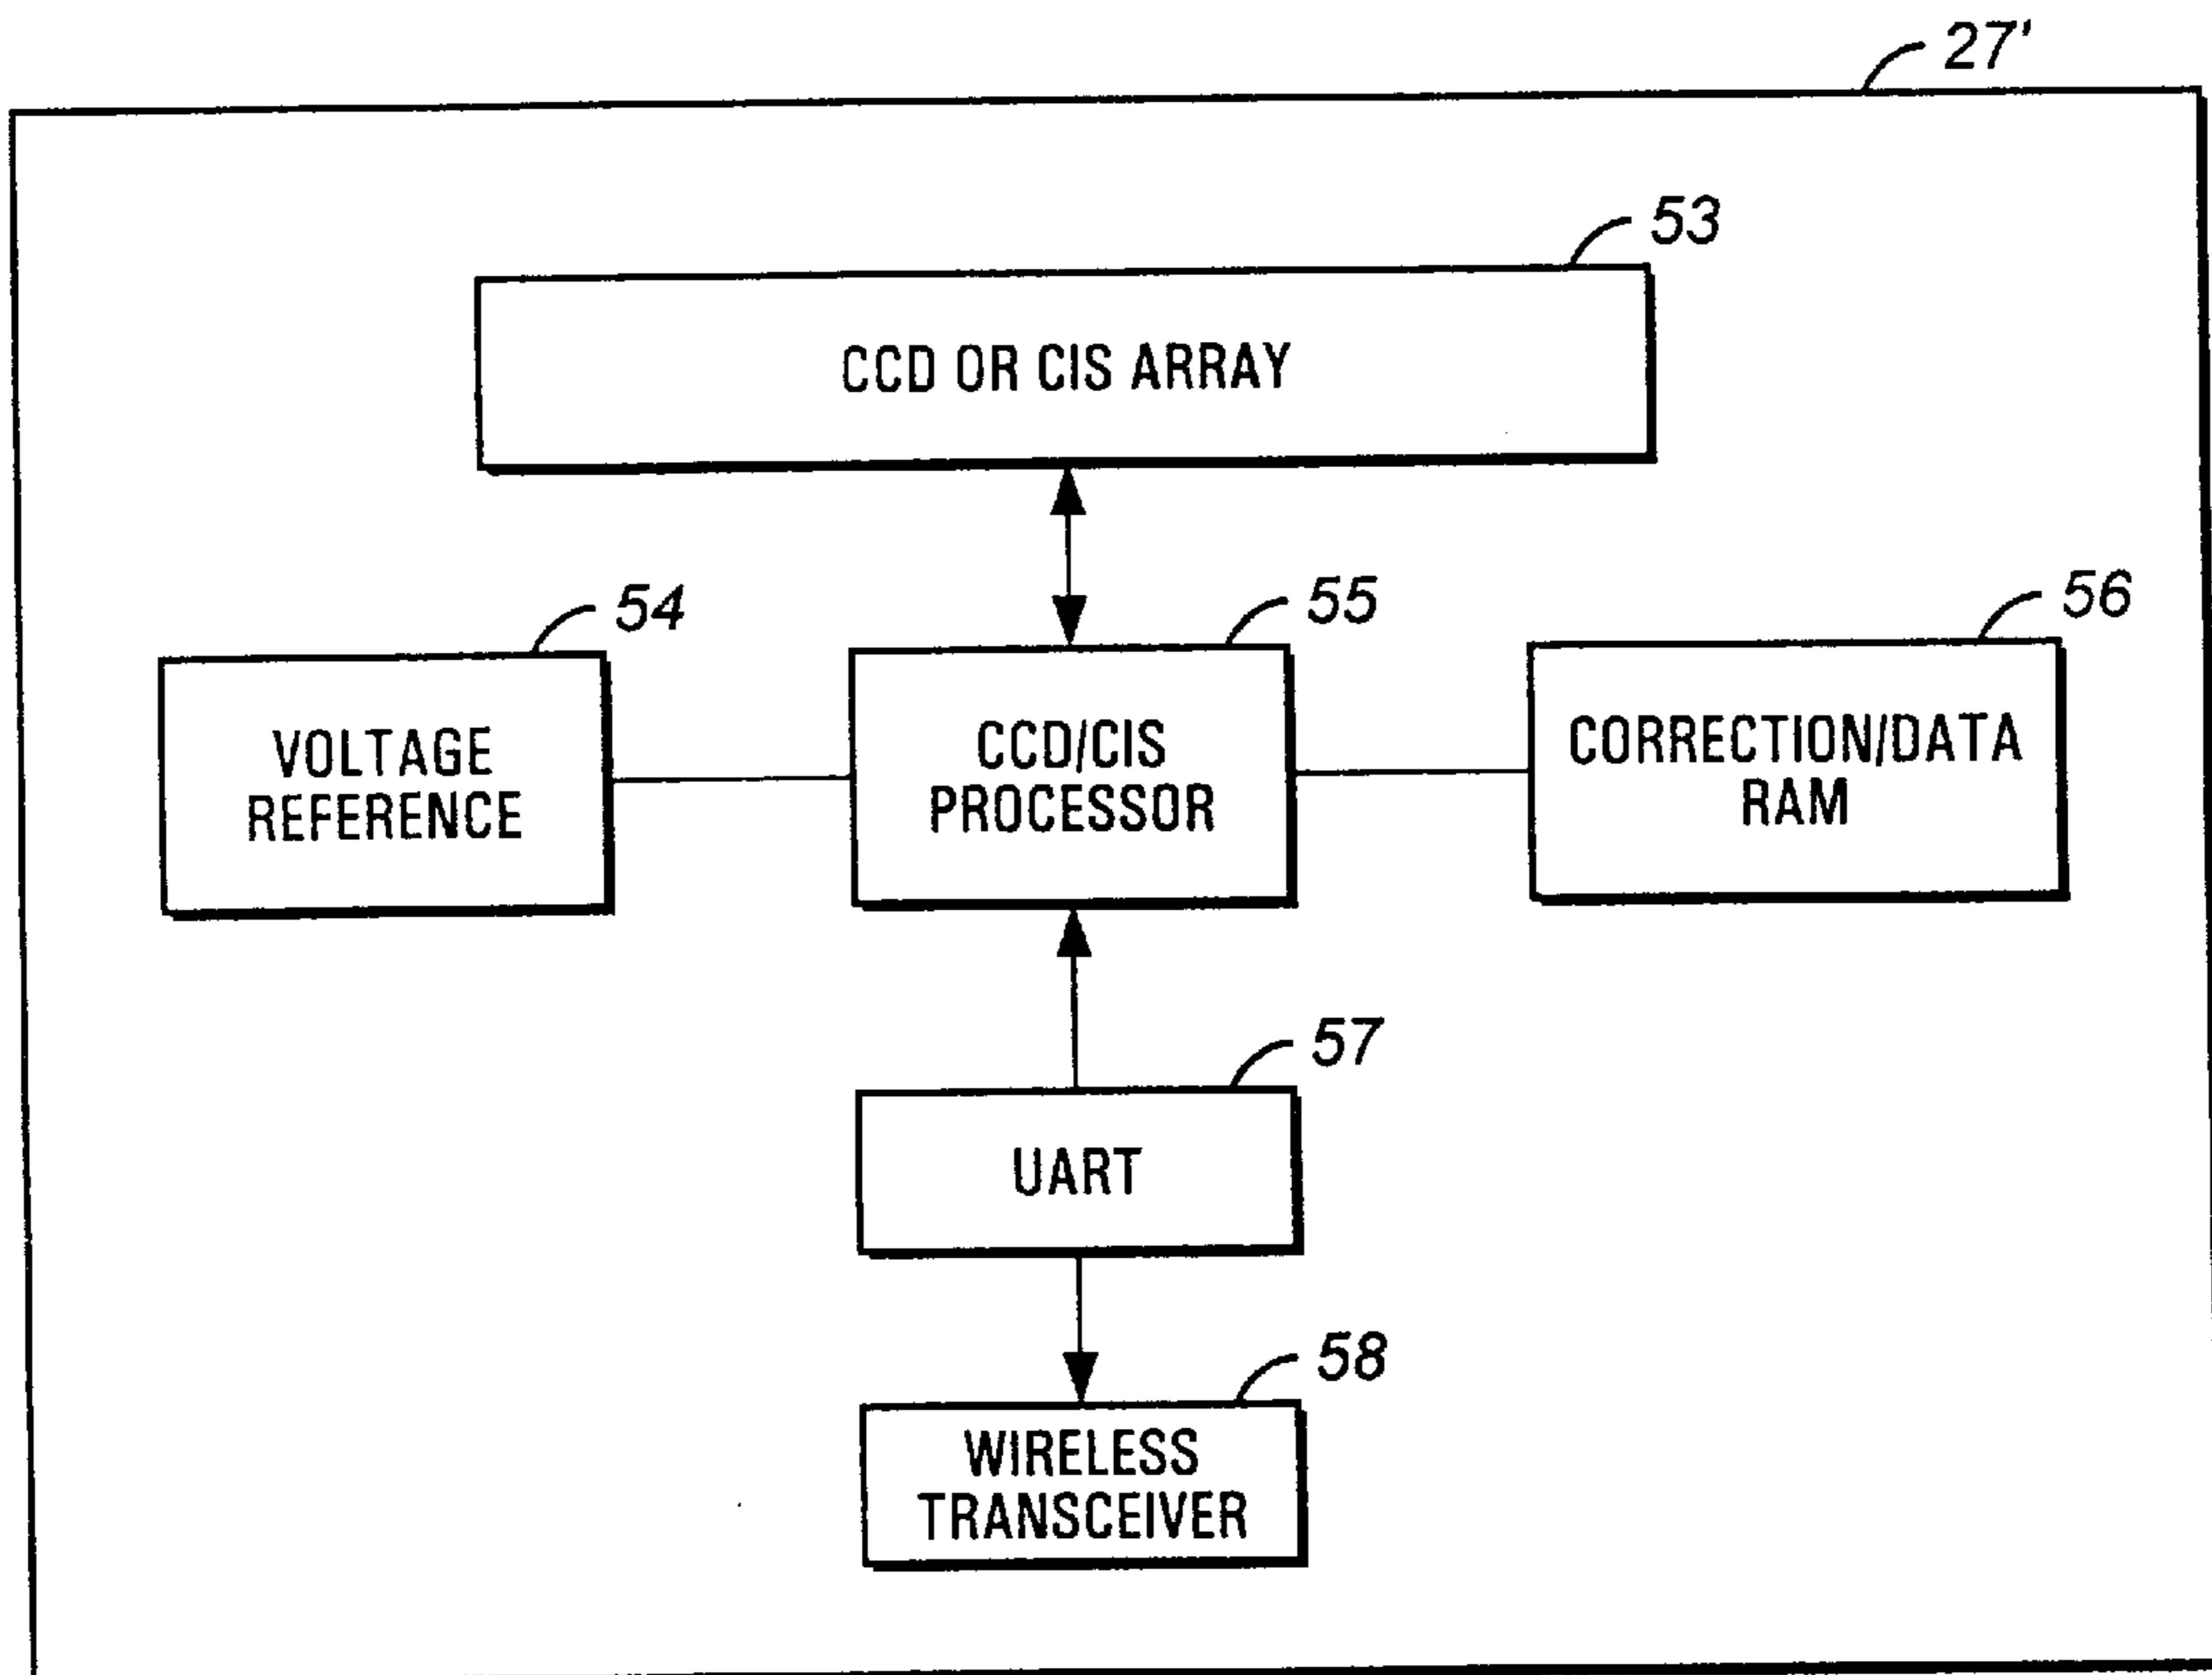 27'
53
CCD OR CIS ARRAY
54
55
56
VOLTAGE
REFERENCE
CCD/CIS
PROCESSOR
CORRECTION/DATA
RAM
57
UART
58
WIRELESS
TRANSCEIVER